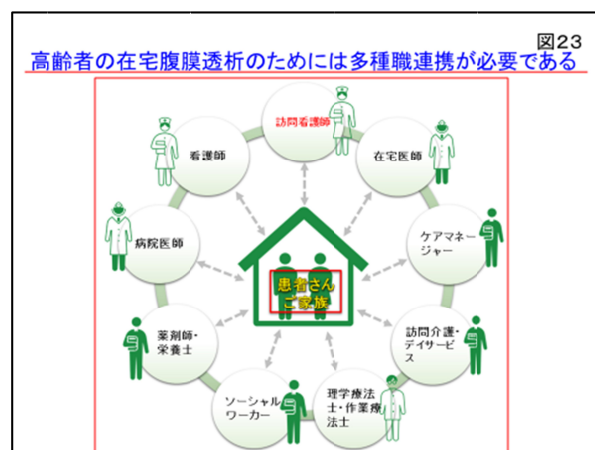 図23
高齢者の在宅腹膜透析のためには多種職連携が必要である
訪問看護師
看護師
在宅医師
病院医師
ケアマネー
ジャー
患者さん
ご家族
薬剤師・
栄養士
訪問介護・
デイサービ
ス
ソーシャル
ワーカー
理学療法
士・作業療
法士